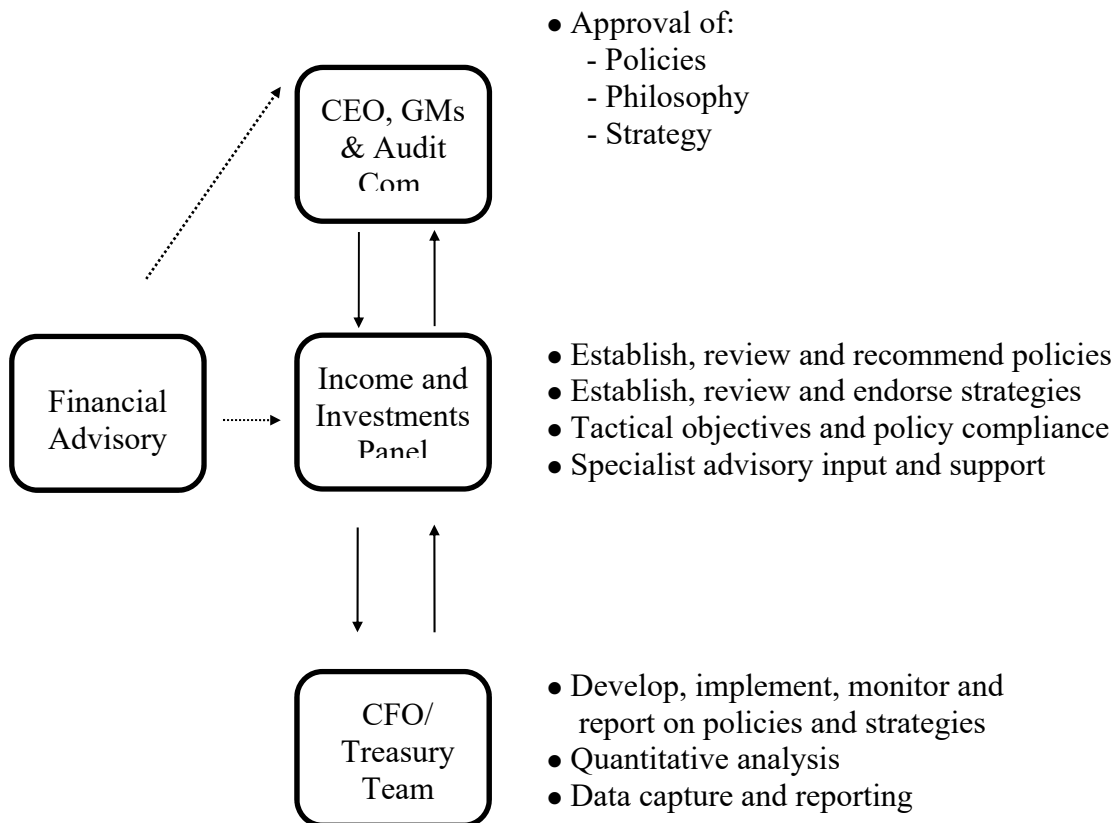 ● Approval of:
- Policies
- Philosophy
- Strategy
CEO, GMs
& Audit
Com
Financial
Advisory
Income and
Investments
Panel
● Establish, review and recommend policies
● Establish, review and endorse strategies
● Tactical objectives and policy compliance
● Specialist advisory input and support
CFO/
Treasury
Team
● Develop, implement, monitor and
report on policies and strategies
● Quantitative analysis
● Data capture and reporting